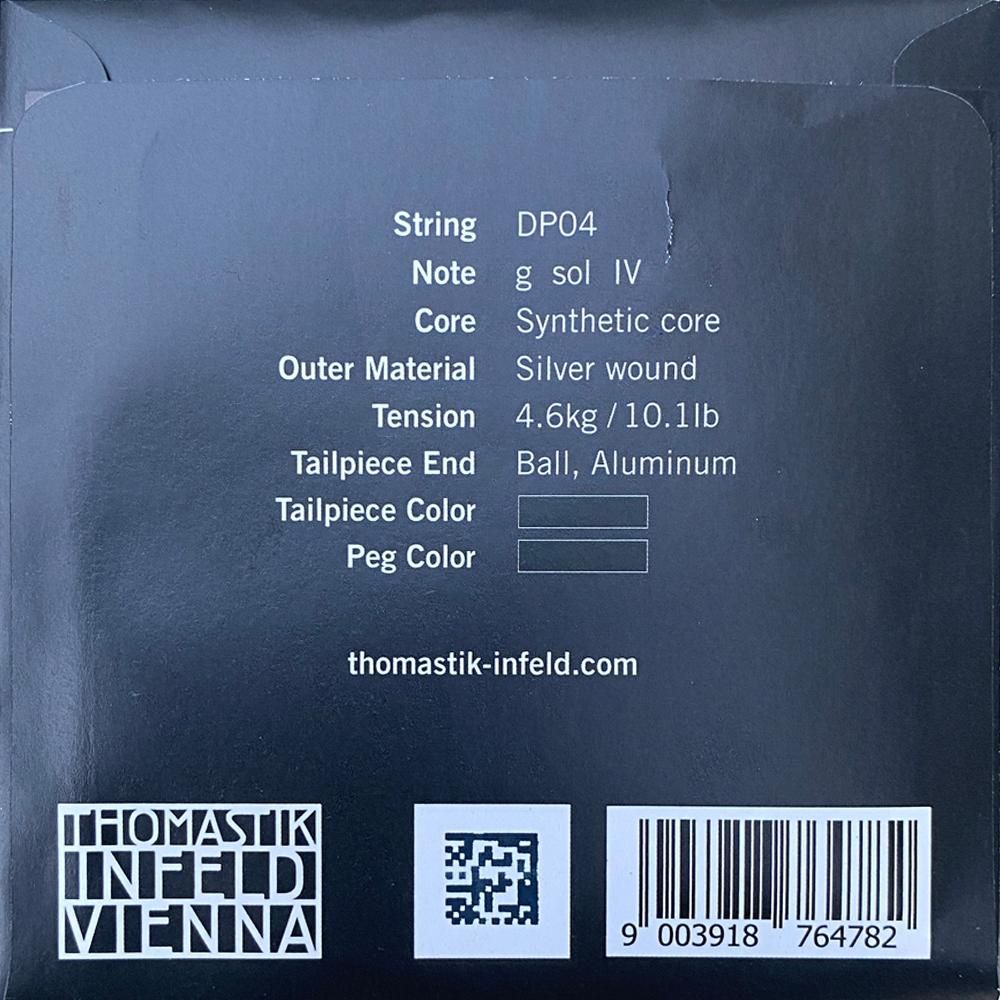 String DP04
Note g sol IV
Core Synthetic core
Outer Material Silver wound
Tension 4.6kg / 10.1lb
Tailpiece End Ball, Aluminum
Tailpiece Color
Peg Color
thomastik-infeld.com
THOMASTIK
INFELD
VIENNA
9 003918 764782